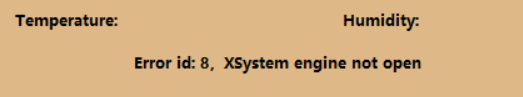 Temperature: Humidity:
Error id: 8, XSystem engine not open